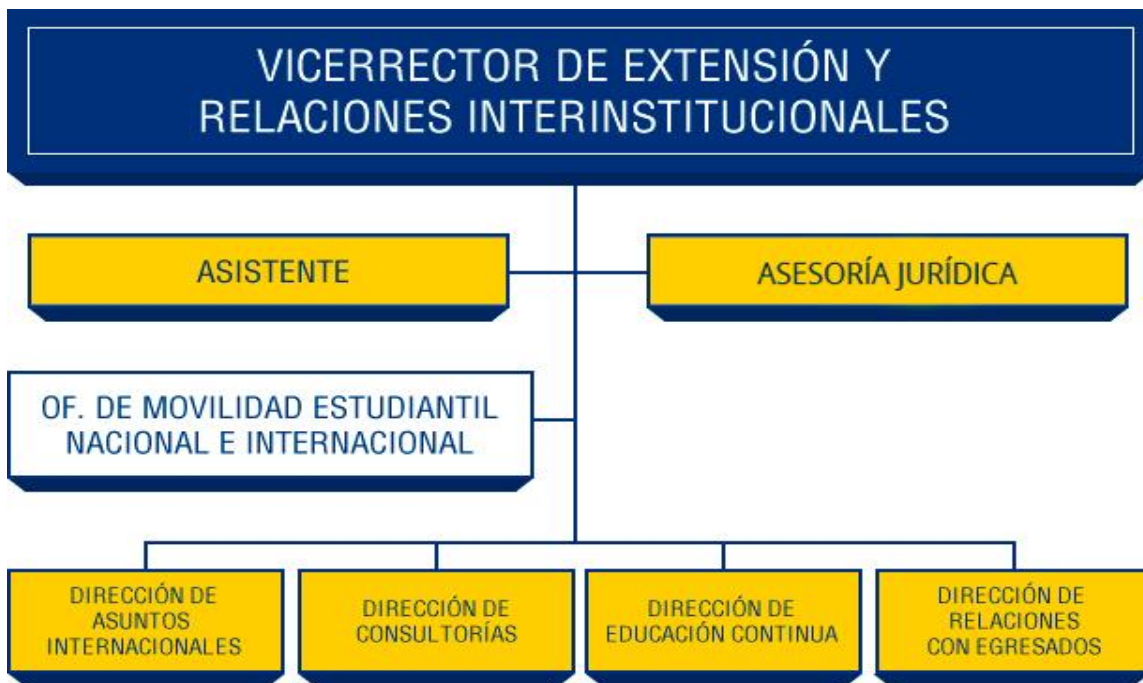 VICERRECTOR DE EXTENSIÓN Y
RELACIONES INTERINSTITUCIONALES
ASISTENTE
ASESORÍA JURÍDICA
OF. DE MOVILIDAD ESTUDIANTIL
NACIONAL E INTERNACIONAL
DIRECCIÓN DE
ASUNTOS
INTERNACIONALES
DIRECCIÓN DE
CONSULTORÍAS
DIRECCIÓN DE
EDUCACIÓN CONTINUA
DIRECCIÓN DE
RELACIONES
CON EGRESADOS